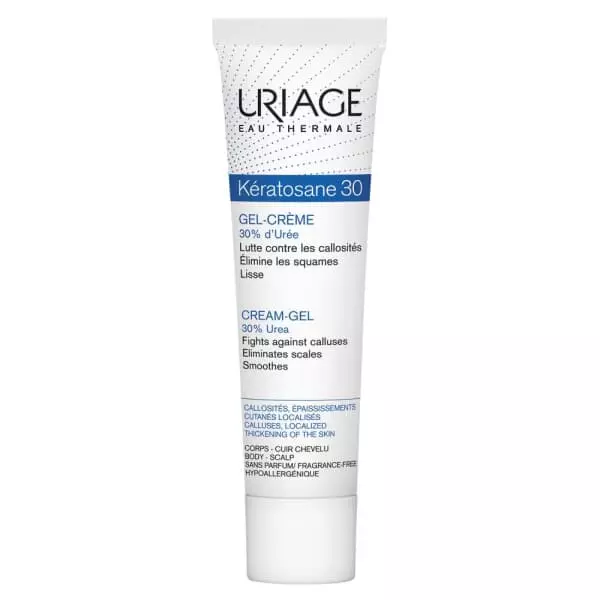 URIAGE
EAU THERMALE
Kératosane 30
GEL-CRÈME
30% d'Urée
Lutte contre les callosités
Élimine les squames
Lisse
CREAM-GEL
30% Urea
Fights against calluses
Eliminates scales
Smoothes
CALLOSITÉS, ÉPAISSISSEMENTS
CUTANÉS LOCALISÉS
CALLUSES, LOCALIZED
THICKENING OF THE SKIN
CORPS - CUIR CHEVELU
BODY - SCALP
SANS PARFUM/ FRAGRANCE-FREE
HYPOALLERGÉNIQUE